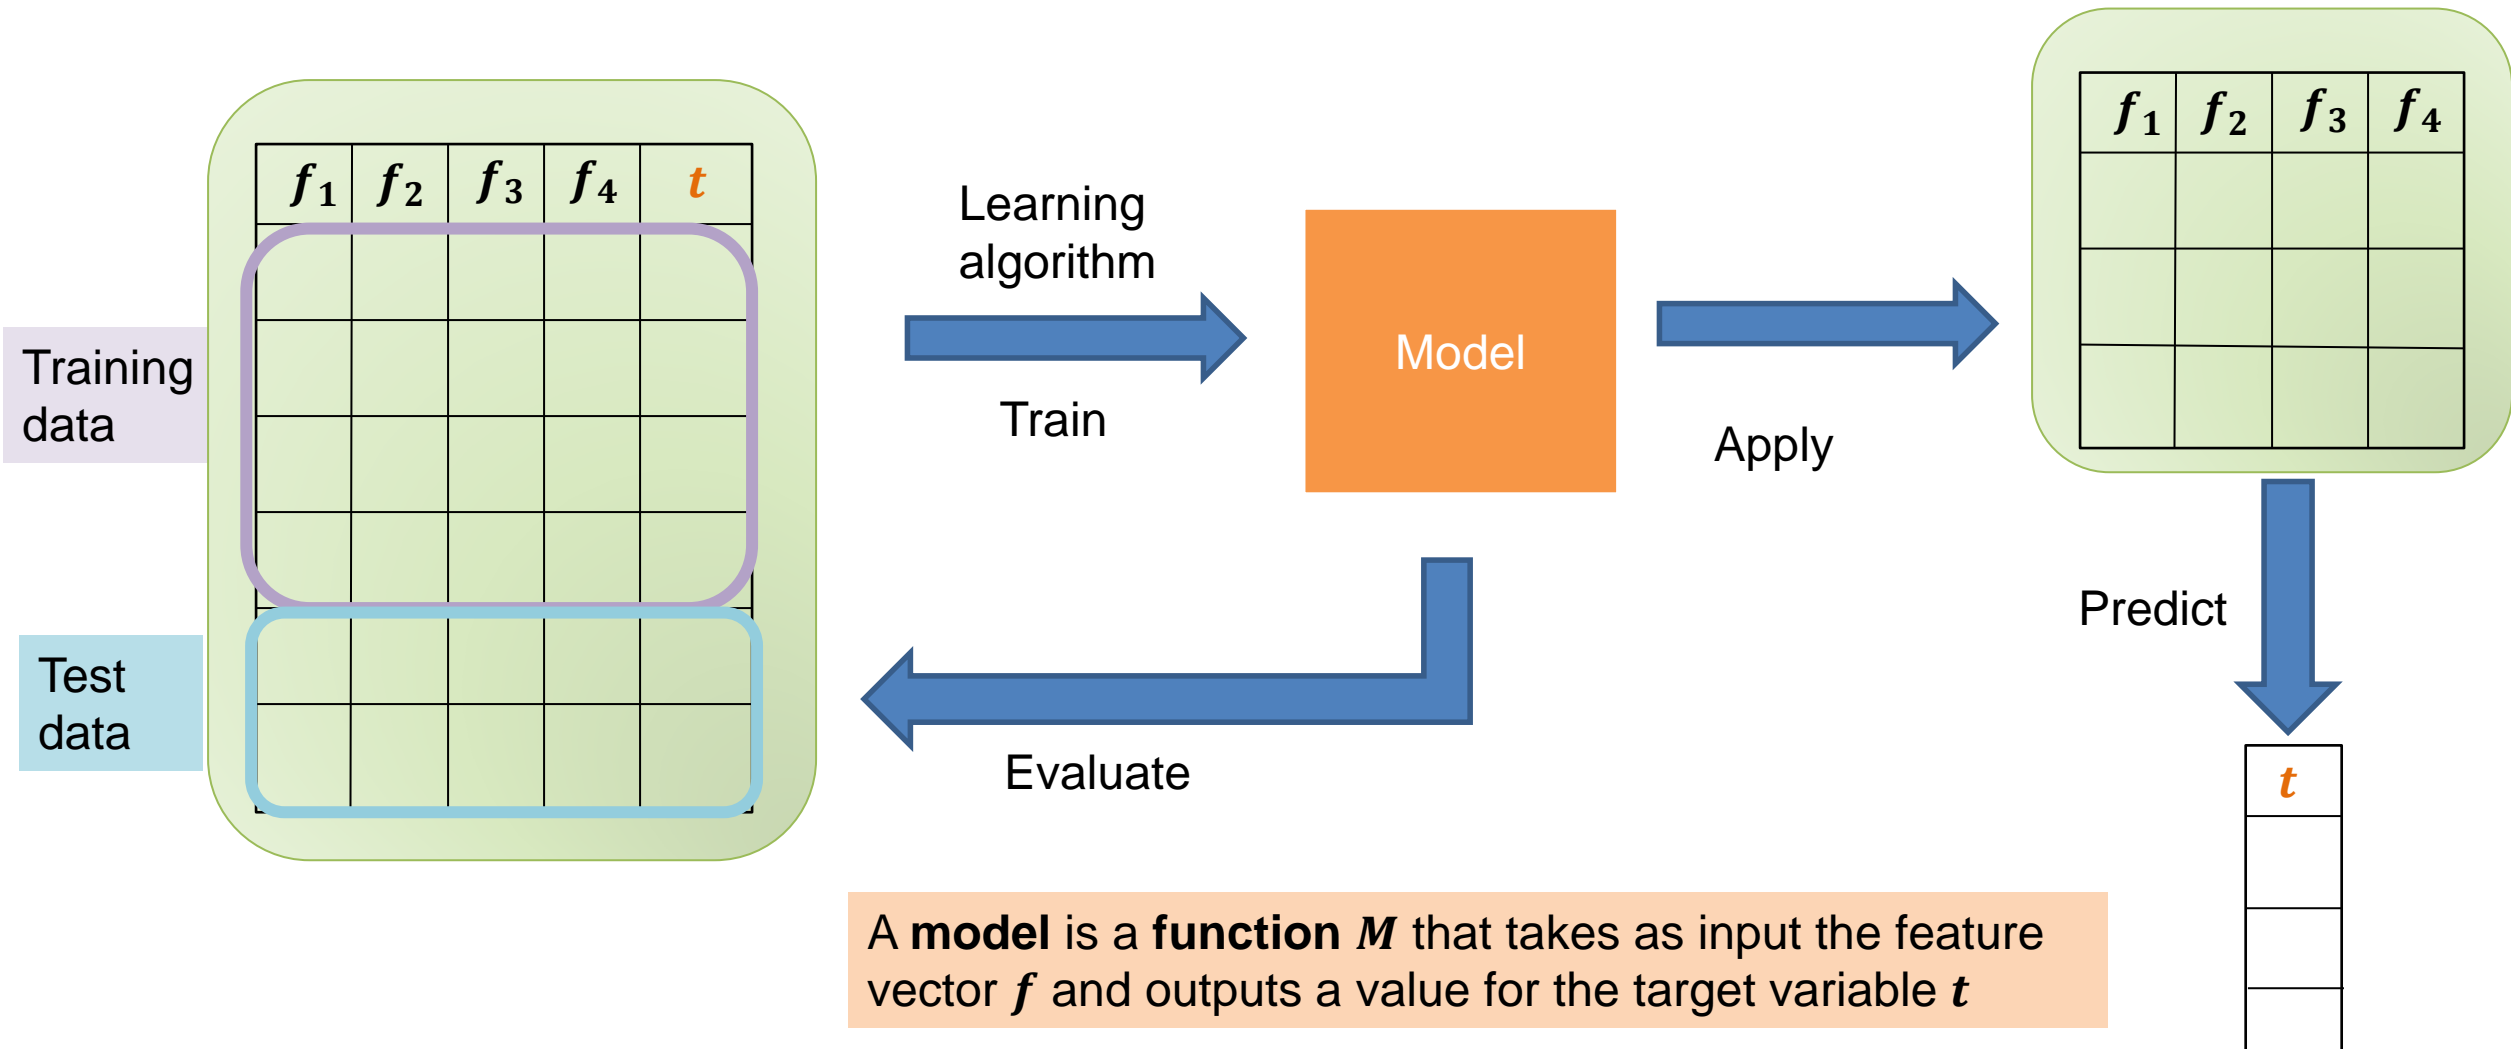 f1 f2 f3 f4 t
Training
data
Test
data
Learning
algorithm
Train
Model
Evaluate
Apply
f1 f2 f3 f4
Predict
t
A model is a function M that takes as input the feature
vector f and outputs a value for the target variable t